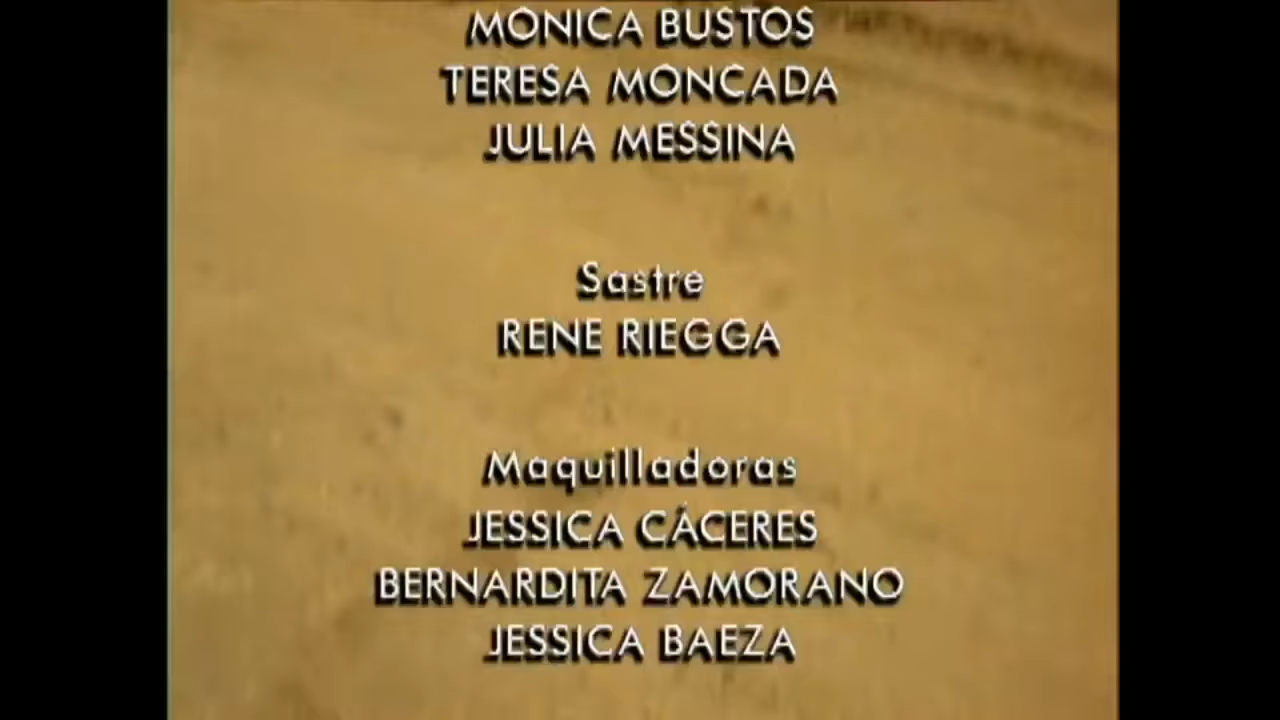 MONICA BUSTOS
TERESA MONCADA
JULIA MESSINA
Sastre
RENE RIEGGA
Maquilladoras
JESSICA CÁCERES
BERNARDITA ZAMORANO
JESSICA BAEZA